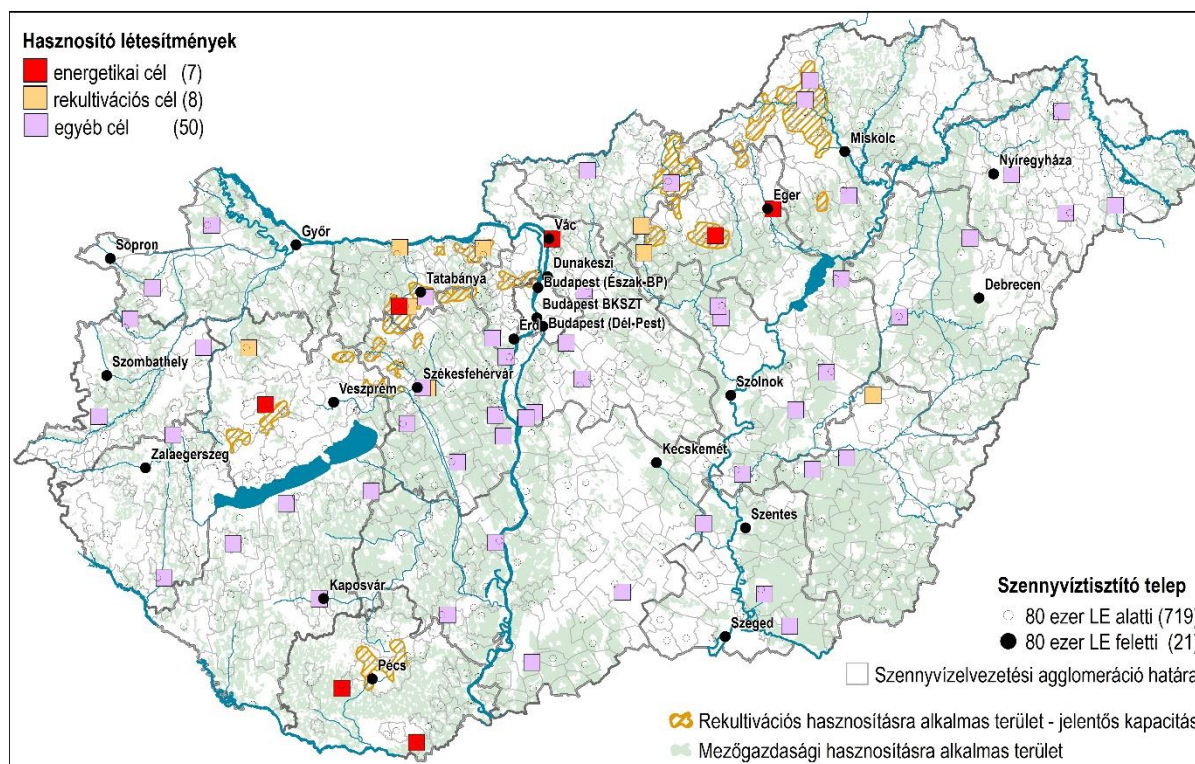 Hasznosító létesítmények
energetikai cél (7)
rekultivációs cél (8)
egyéb cél (50)
Miskolc
Nyíregyháza
Eger
Vác
Győr
Sopron
Dunakeszi
Tatabánya
Budapest (Észak-BP)
Debrecen
Budapest BKSZT
Budapest (Dél-Pest)
Érd
Szombathely
Székesfehérvár
Veszprém
Szolnok
Zalaegerszeg
Kecskemét
Szentes
Kaposvár
Szeged
Pécs
Szennyvíztisztító telep
80 ezer LE alatti (719)
80 ezer LE feletti (21)
Szennyvízelvezetési agglomeráció határa
Rekultivációs hasznosításra alkalmas terület - jelentős kapacitás
Mezőgazdasági hasznosításra alkalmas terület